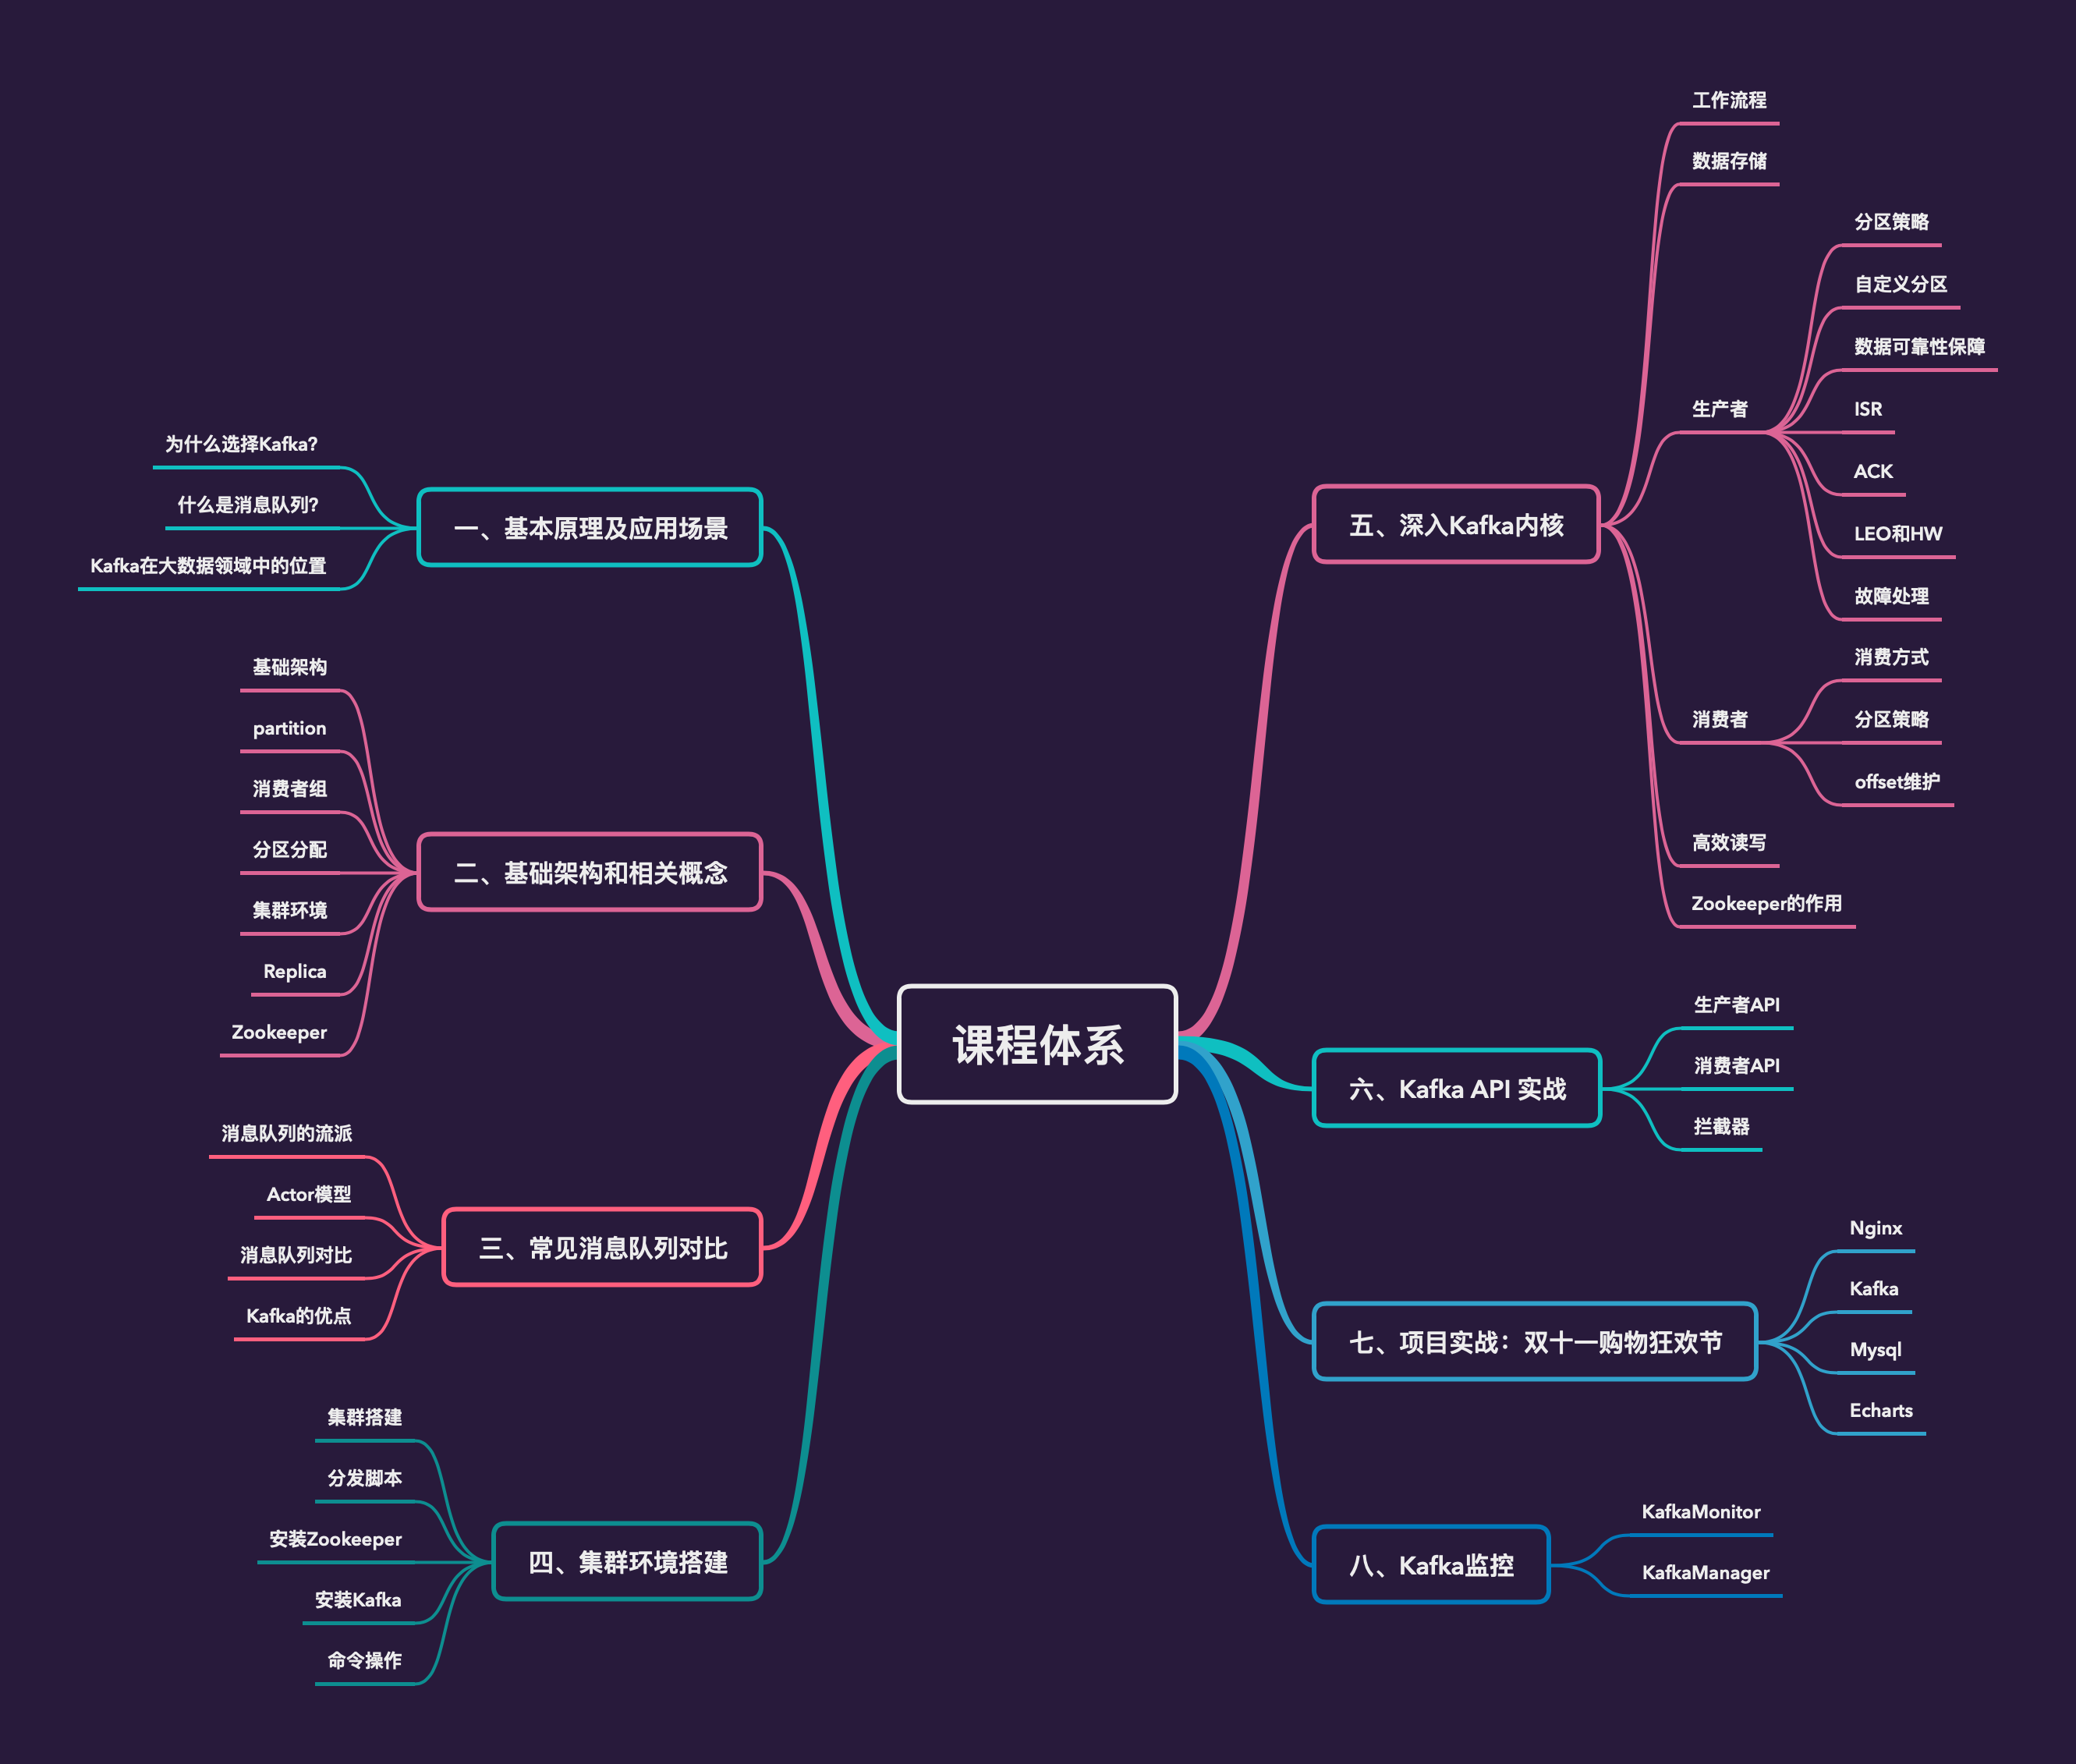 课程体系
一、基本原理及应用场景
为什么选择Kafka?
什么是消息队列?
Kafka在大数据领域中的位置
二、基础架构和相关概念
基础架构
partition
消费者组
分区分配
集群环境
Replica
Zookeeper
三、常见消息队列对比
消息队列的流派
Actor模型
消息队列对比
Kafka的优点
四、集群环境搭建
集群搭建
分发脚本
安装Zookeeper
安装Kafka
命令操作
五、深入Kafka内核
工作流程
数据存储
生产者
分区策略
自定义分区
数据可靠性保障
ISR
ACK
LEO和HW
故障处理
消费者
消费方式
分区策略
offset维护
高效读写
Zookeeper的作用
六、Kafka API 实战
生产者API
消费者API
拦截器
七、项目实战：双十一购物狂欢节
Nginx
Kafka
Mysql
Echarts
八、Kafka监控
KafkaMonitor
KafkaManager